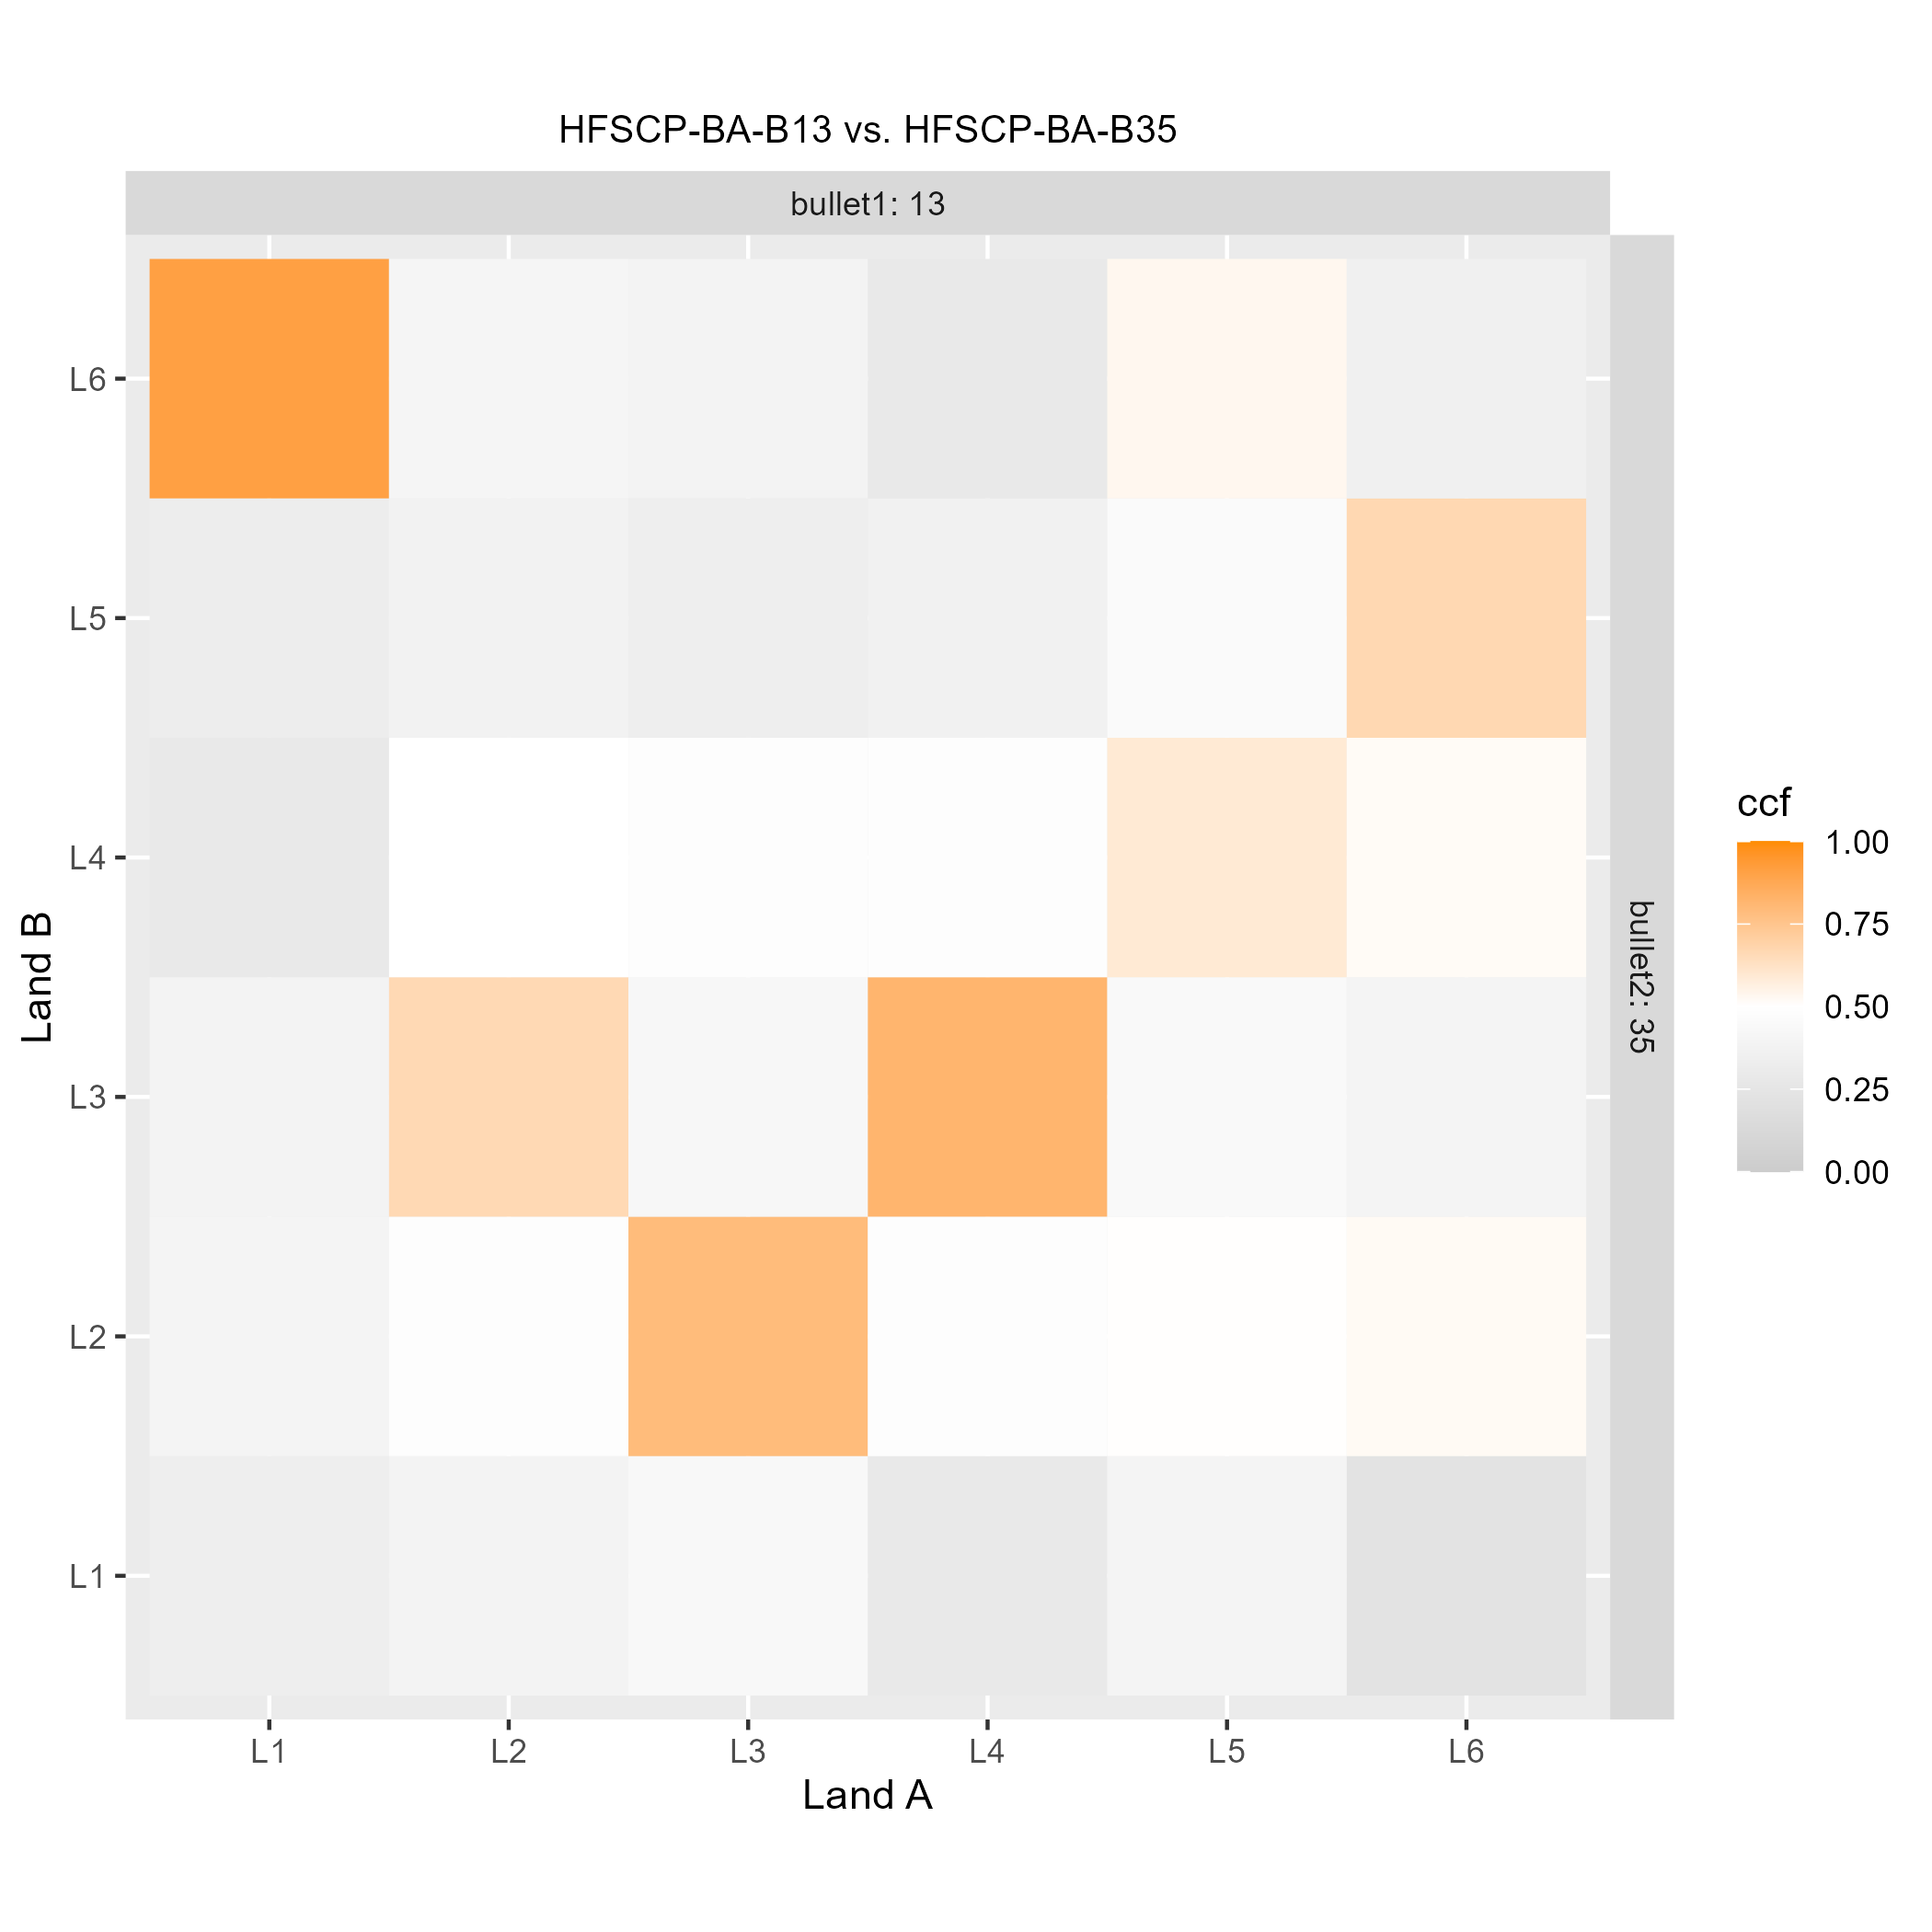 HFSCP-BA-B13 vs. HFSCP-BA-B35
bullet1: 13
L6
L5
L4
L3
L2
L1
Land B
bullet2: 35
ccf
1.00
0.75
0.50
0.25
0.00
L1 L2 L3 L4 L5 L6
Land A